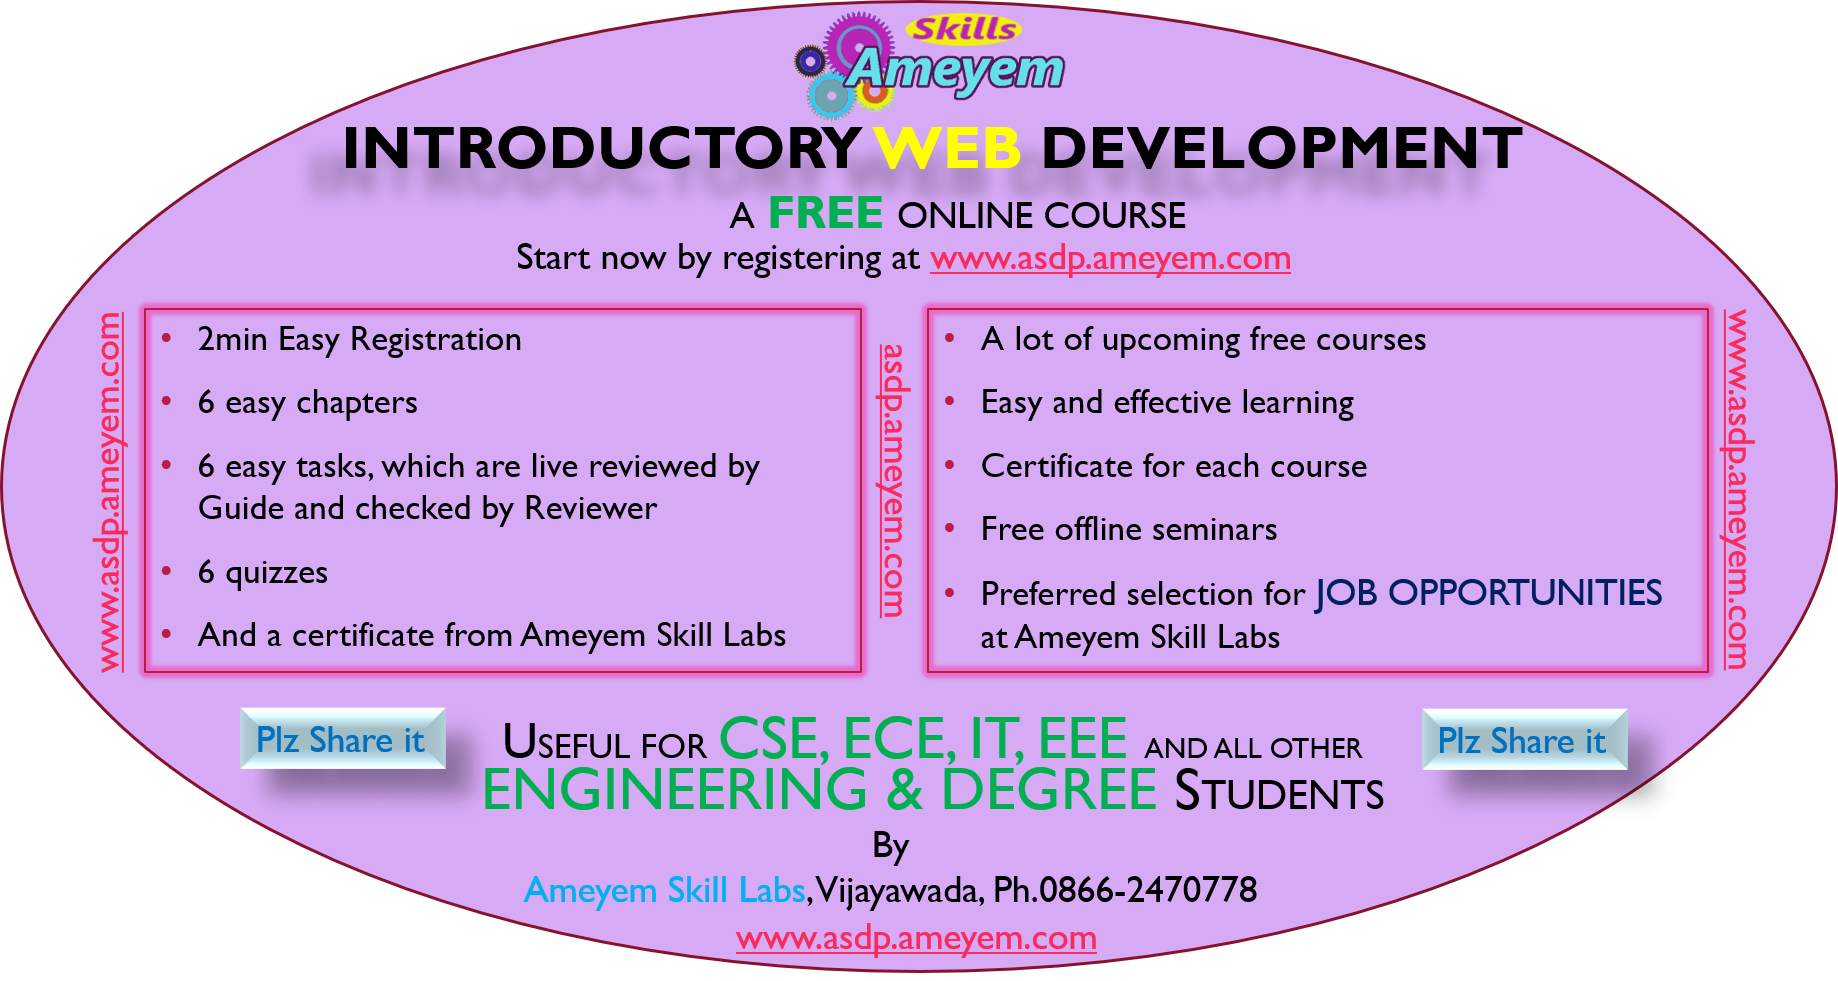 Skills
Ameyem
INTRODUCTORY WEB DEVELOPMENT
A FREE ONLINE COURSE
Start now by registering at www.asdp.ameyem.com
www.asdp.ameyem.com
• 2min Easy Registration
• 6 easy chapters
• 6 easy tasks, which are live reviewed by
Guide and checked by Reviewer
• 6 quizzes
• And a certificate from Ameyem Skill Labs
asdp.ameyem.com
• A lot of upcoming free courses
• Easy and effective learning
• Certificate for each course
• Free offline seminars
• Preferred selection for JOB OPPORTUNITIES
at Ameyem Skill Labs
www.asdp.ameyem.com
Plz Share it
USEFUL FOR CSE, ECE, IT, EEE AND ALL OTHER
ENGINEERING & DEGREE STUDENTS
Plz Share it
By
Ameyem Skill Labs, Vijayawada, Ph.0866-2470778
www.asdp.ameyem.com